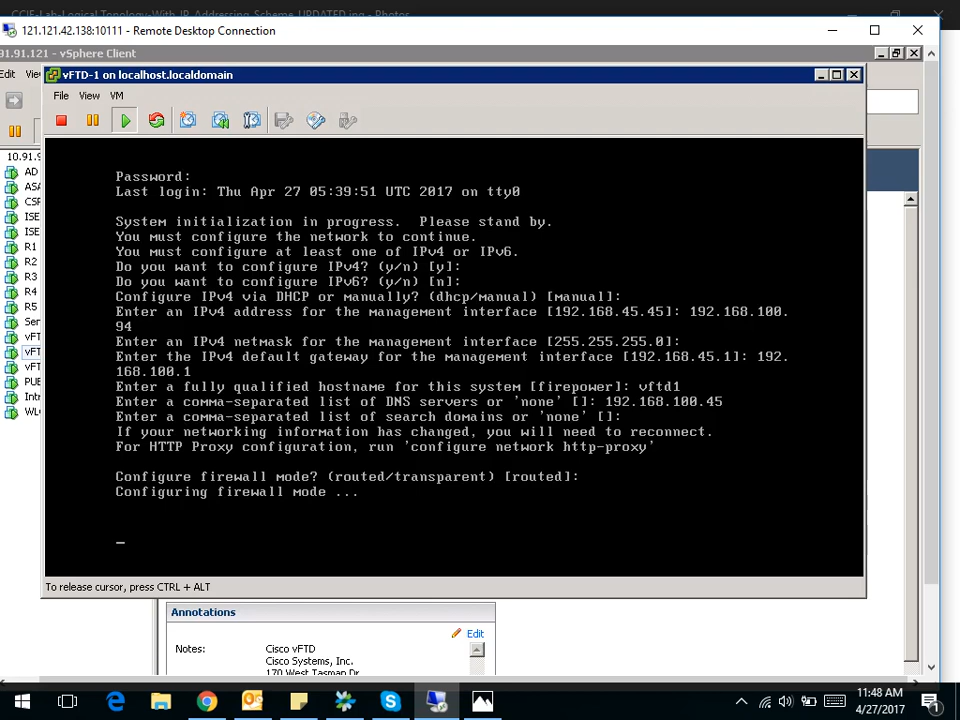 CCIE-Lab-Logical Topology-With IP Addressing-Scheme UPDATED.jpg - Photos
121.121.42.138:10111 - Remote Desktop Connection
91.91.121 - vSphere Client
Edit
vFTD-1 on localhost.localdomain
File View VM
10.91.9
AD
ASA
CSR
ISE
ISE
R1
R2
R3
R4
R5
Ser
vFT
vFT
vFT
PUB
Intr
WLC
Password:
Last login: Thu Apr 27 05:39:51 UTC 2017 on tty0
System initialization in progress.  Please stand by.
You must configure the network to continue.
You must configure at least one of IPv4 or IPv6.
Do you want to configure IPv4? (y/n) [y]:
Do you want to configure IPv6? (y/n) [n]:
Configure IPv4 via DHCP or manually? (dhcp/manual) [manual]:
Enter an IPv4 address for the management interface [192.168.45.45]: 192.168.100.
94
Enter an IPv4 netmask for the management interface [255.255.255.0]:
Enter the IPv4 default gateway for the management interface [192.168.45.1]: 192.
168.100.1
Enter a fully qualified hostname for this system [firepower]: vftd1
Enter a comma-separated list of DNS servers or 'none' []: 192.168.100.45
Enter a comma-separated list of search domains or 'none' []:
If your networking information has changed, you will need to reconnect.
For HTTP Proxy configuration, run 'configure network http-proxy'
Configure firewall mode? (routed/transparent) [routed]:
Configuring firewall mode ...
_
To release cursor, press CTRL + ALT
Annotations
Edit
Notes:
Cisco vFTD
Cisco Systems, Inc.
170 West Tasman Dr
11:48 AM
4/27/2017
1